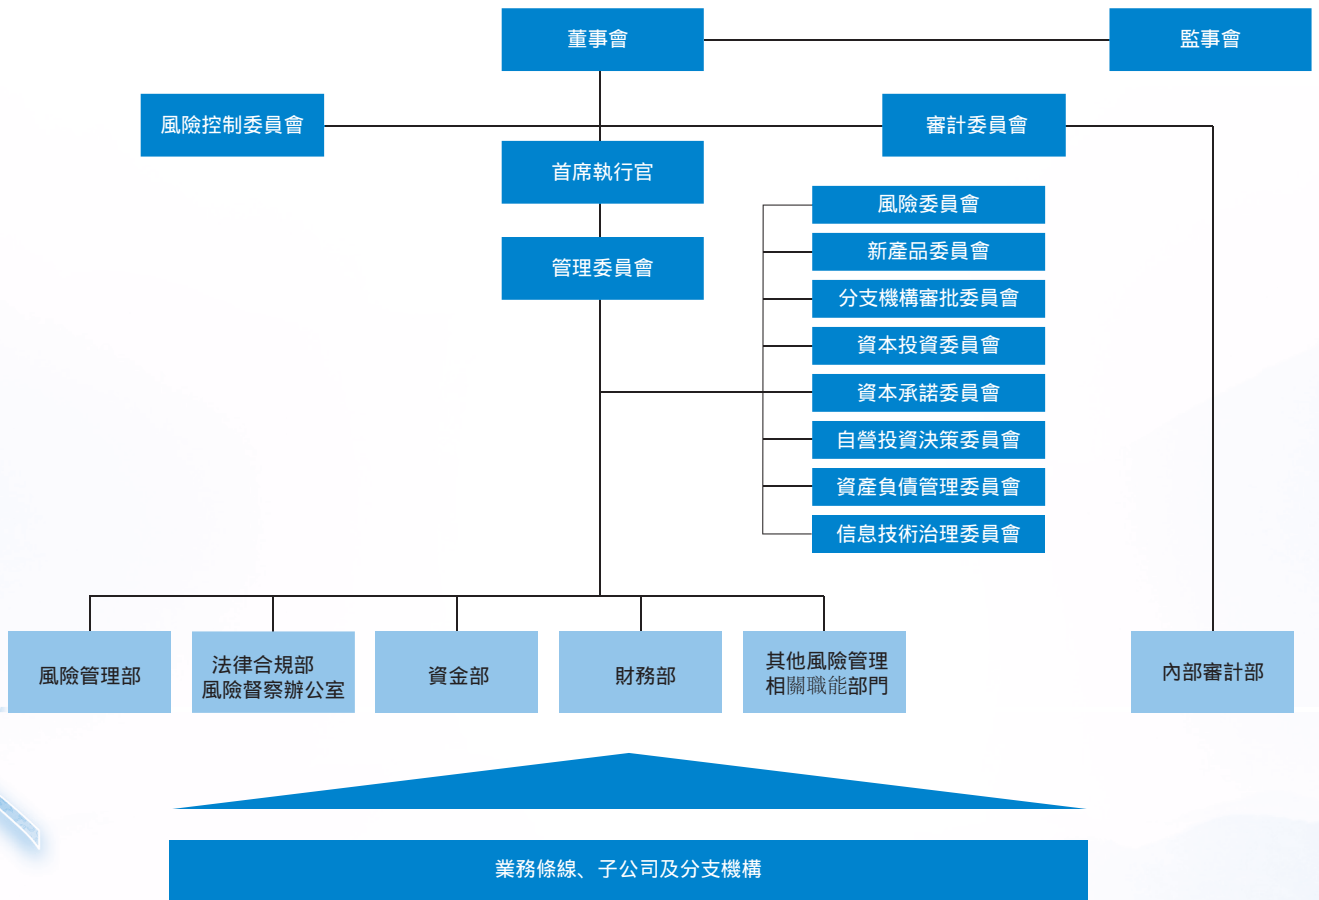 董事會
監事會
風險控制委員會
審計委員會
首席執行官
管理委員會
風險委員會
新產品委員會
分支機構審批委員會
資本投資委員會
資本承諾委員會
自營投資決策委員會
資產負債管理委員會
信息技術治理委員會
風險管理部
法律合規部
風險督察辦公室
資金部
財務部
其他風險管理
相關職能部門
內部審計部
業務條線、子公司及分支機構